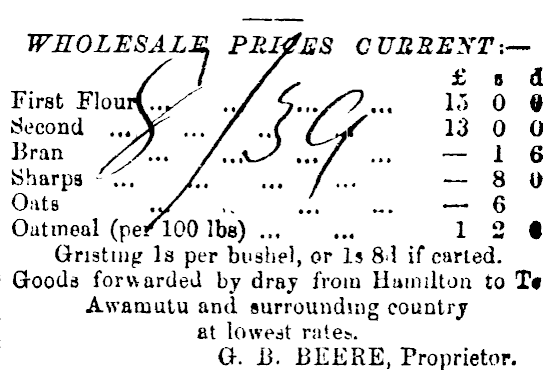 WHOLESALE PRICES CURRENT:—
£ s d
First Flour ... ... ... ... 15 0 0
Second ... ... ... ... 13 0 0
Bran ... ... ... ... — 1 6
Sharps ... ... ... ... — 8 0
Oats ... ... ... ... — 6
Oatmeal (per 100 lbs) ... ... 1 2
Gristing 1s per bushel, or 1s 8d if carted.
Goods forwarded by dray from Hamilton to Te
Awamutu and surrounding country
at lowest rates.
G. B. BEERE, Proprietor.
8/39